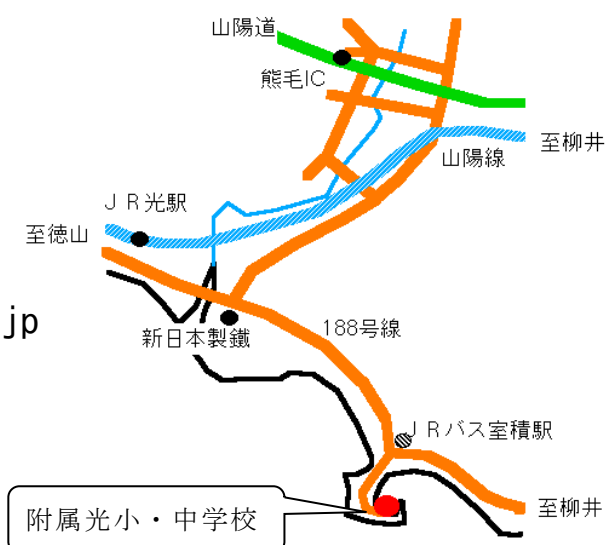 山陽道
熊毛IC
至柳井
山陽線
ＪＲ光駅
至徳山
jp
188号線
新日本製鐵
ＪＲバス室積駅
至柳井
附属光小・中学校